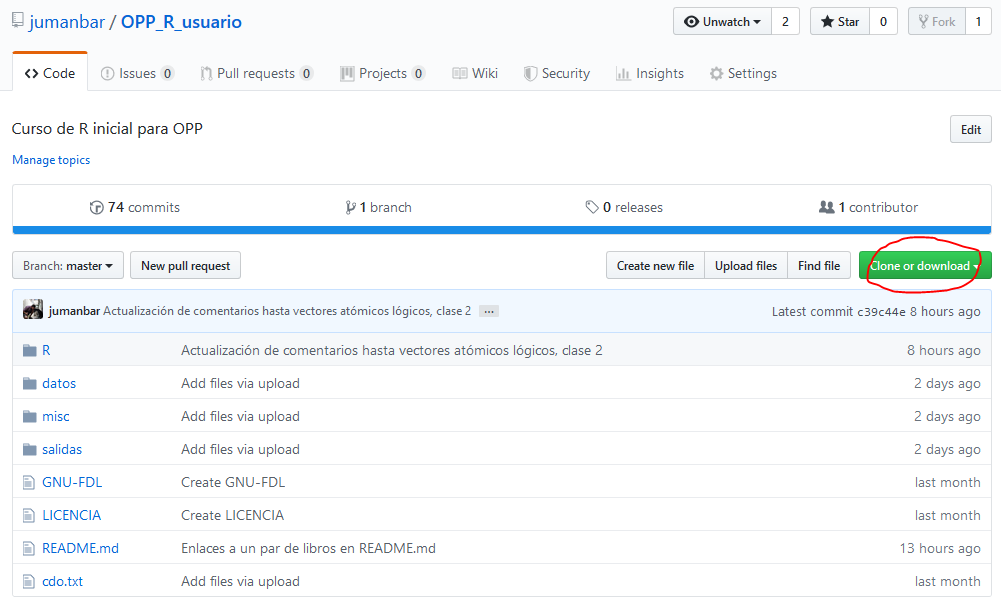 jumanbar / OPP_R_usuario Unwatch 2 Star 0 Fork 1
Code Issues 0 Pull requests 0 Projects 0 Wiki Security Insights Settings
Curso de R inicial para OPP Edit
Manage topics
74 commits 1 branch 0 releases 1 contributor
Branch: master New pull request Create new file Upload files Find file Clone or download
jumanbar Actualización de comentarios hasta vectores atómicos lógicos, clase 2 ... Latest commit c39c44e 8 hours ago
R Actualización de comentarios hasta vectores atómicos lógicos, clase 2 8 hours ago
datos Add files via upload 2 days ago
misc Add files via upload 2 days ago
salidas Add files via upload 2 days ago
GNU-FDL Create GNU-FDL last month
LICENCIA Create LICENCIA last month
README.md Enlaces a un par de libros en README.md 13 hours ago
cdo.txt Add files via upload last month